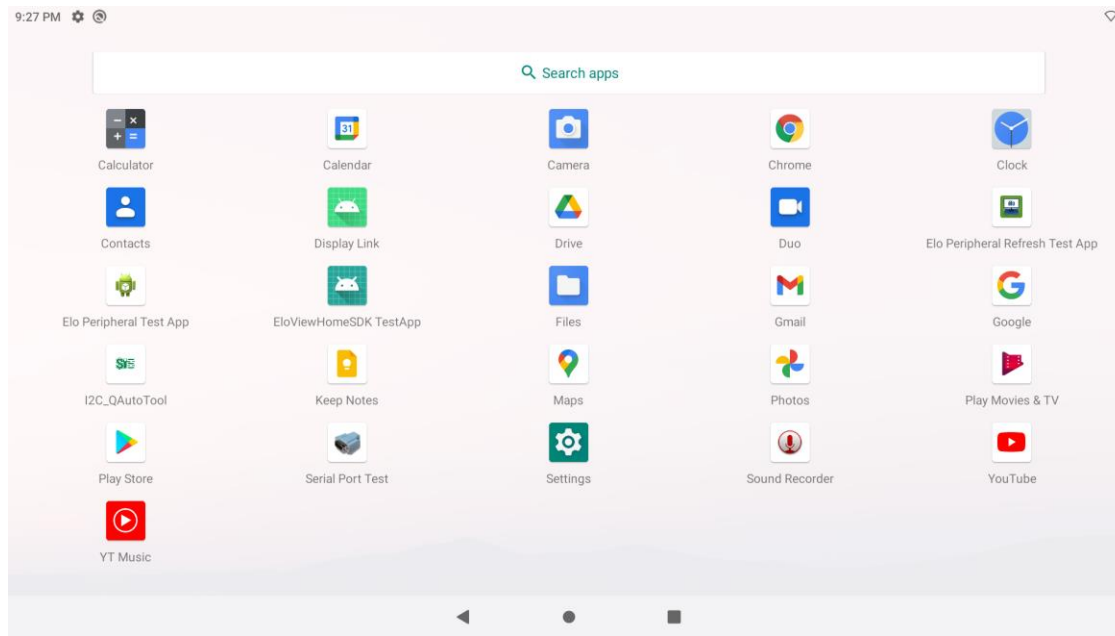 9:27 PM
Search apps
31
Calculator
Calendar
Camera
Chrome
Clock
Contacts
Display Link
Drive
Duo
Elo Peripheral Refresh Test App
Elo Peripheral Test App
EloViewHomeSDK TestApp
Files
Gmail
Google
I2C_QAutoTool
Keep Notes
Maps
Photos
Play Movies & TV
Play Store
Serial Port Test
Settings
Sound Recorder
YouTube
YT Music